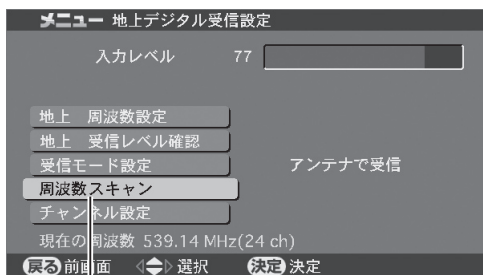 メニュー 地上デジタル受信設定
入力レベル 77
地上 周波数設定
地上 受信レベル確認
受信モード設定 アンテナで受信
周波数スキャン
チャンネル設定
現在の周波数 539.14 MHz(24 ch)
戻る 前画面 選択 決定 決定